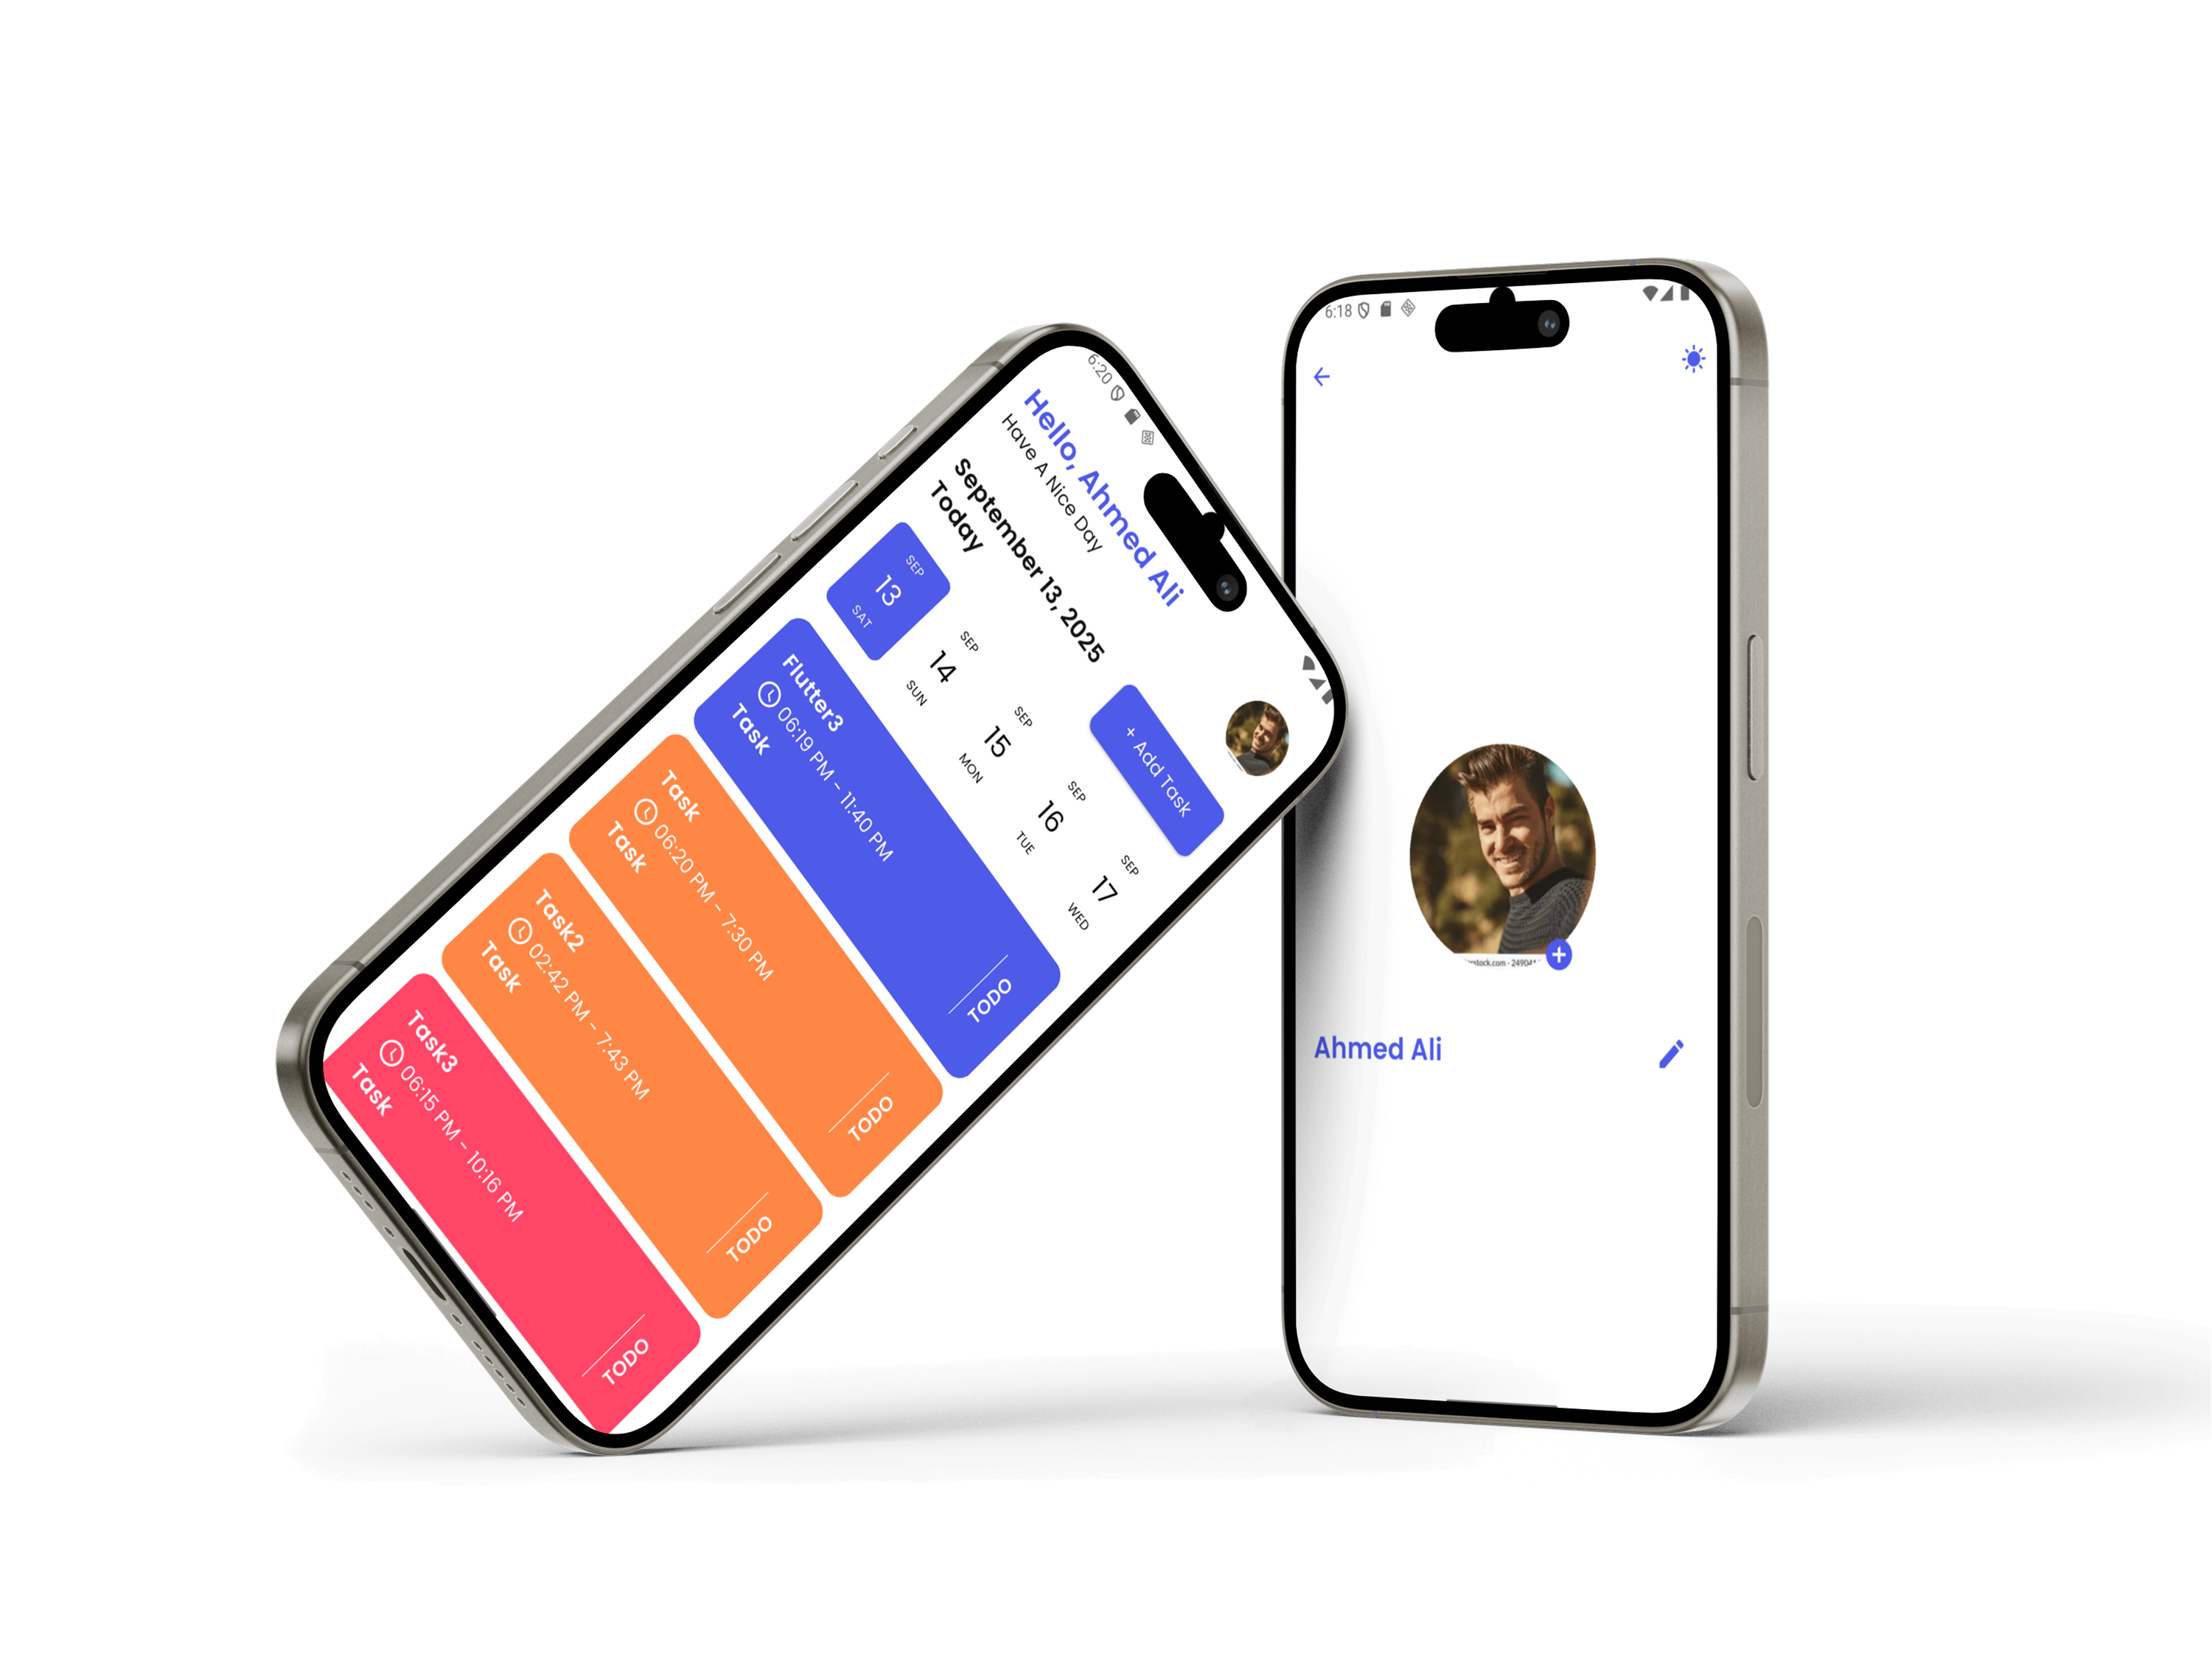 6:20
Hello, Ahmed Ali
Have A Nice Day
September 13, 2025
Today
+ Add Task
SEP
13
SAT
SEP
14
SUN
SEP
15
MON
SEP
16
TUE
SEP
17
WED
Flutter3
06:19 PM - 11:40 PM
Task
TODO
Task
06:20 PM - 7:30 PM
Task
TODO
Task2
02:42 PM - 7:43 PM
Task
TODO
Task3
06:15 PM - 10:16 PM
Task
TODO
6:18
Ahmed Ali